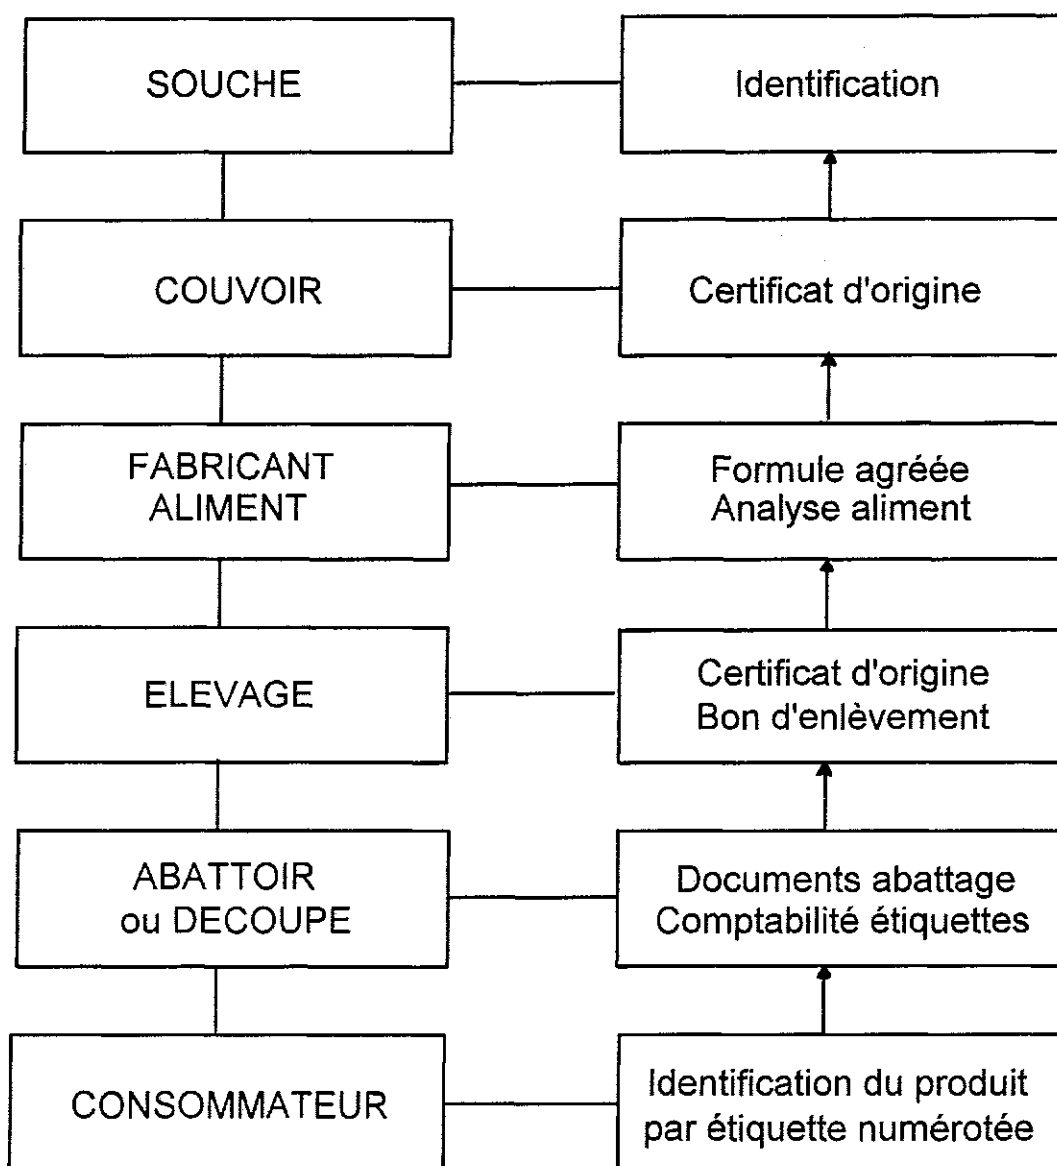 SOUCHE
Identification
COUVOIR
Certificat d'origine
FABRICANT
ALIMENT
Formule agréée
Analyse aliment
ELEVAGE
Certificat d'origine
Bon d'enlèvement
ABATTOIR
ou DECOUPE
Documents abattage
Comptabilité étiquettes
CONSOMMATEUR
Identification du produit
par étiquette numérotée